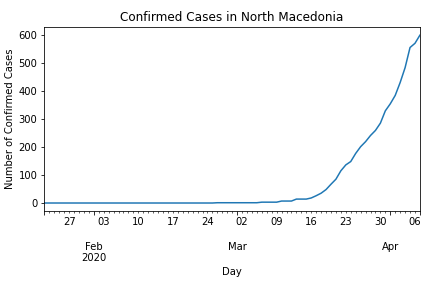 Confirmed Cases in North Macedonia
Number of Confirmed Cases
600
500
400
300
200
100
0
27 03 10 17 24 02 09 16 23 30 06
Feb Mar Apr
2020
Day